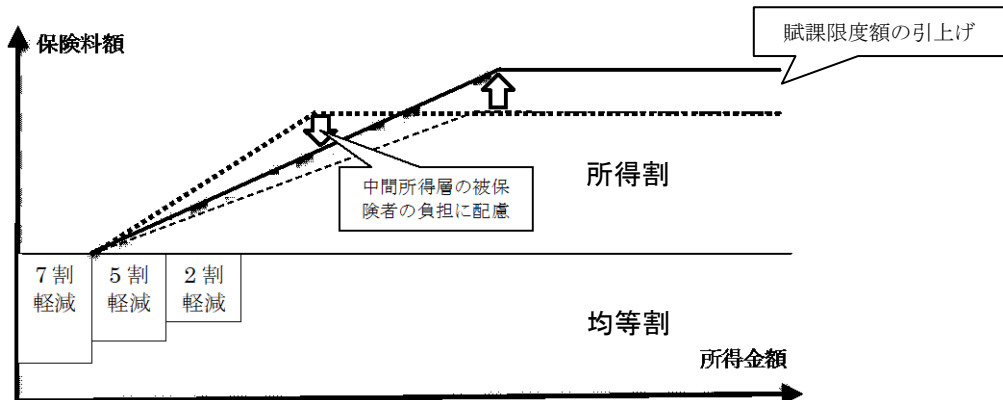 保険料額
賦課限度額の引上げ
中間所得層の被保
険者の負担に配慮
所得割
7 割
軽減
5 割
軽減
2 割
軽減
均等割
所得金額